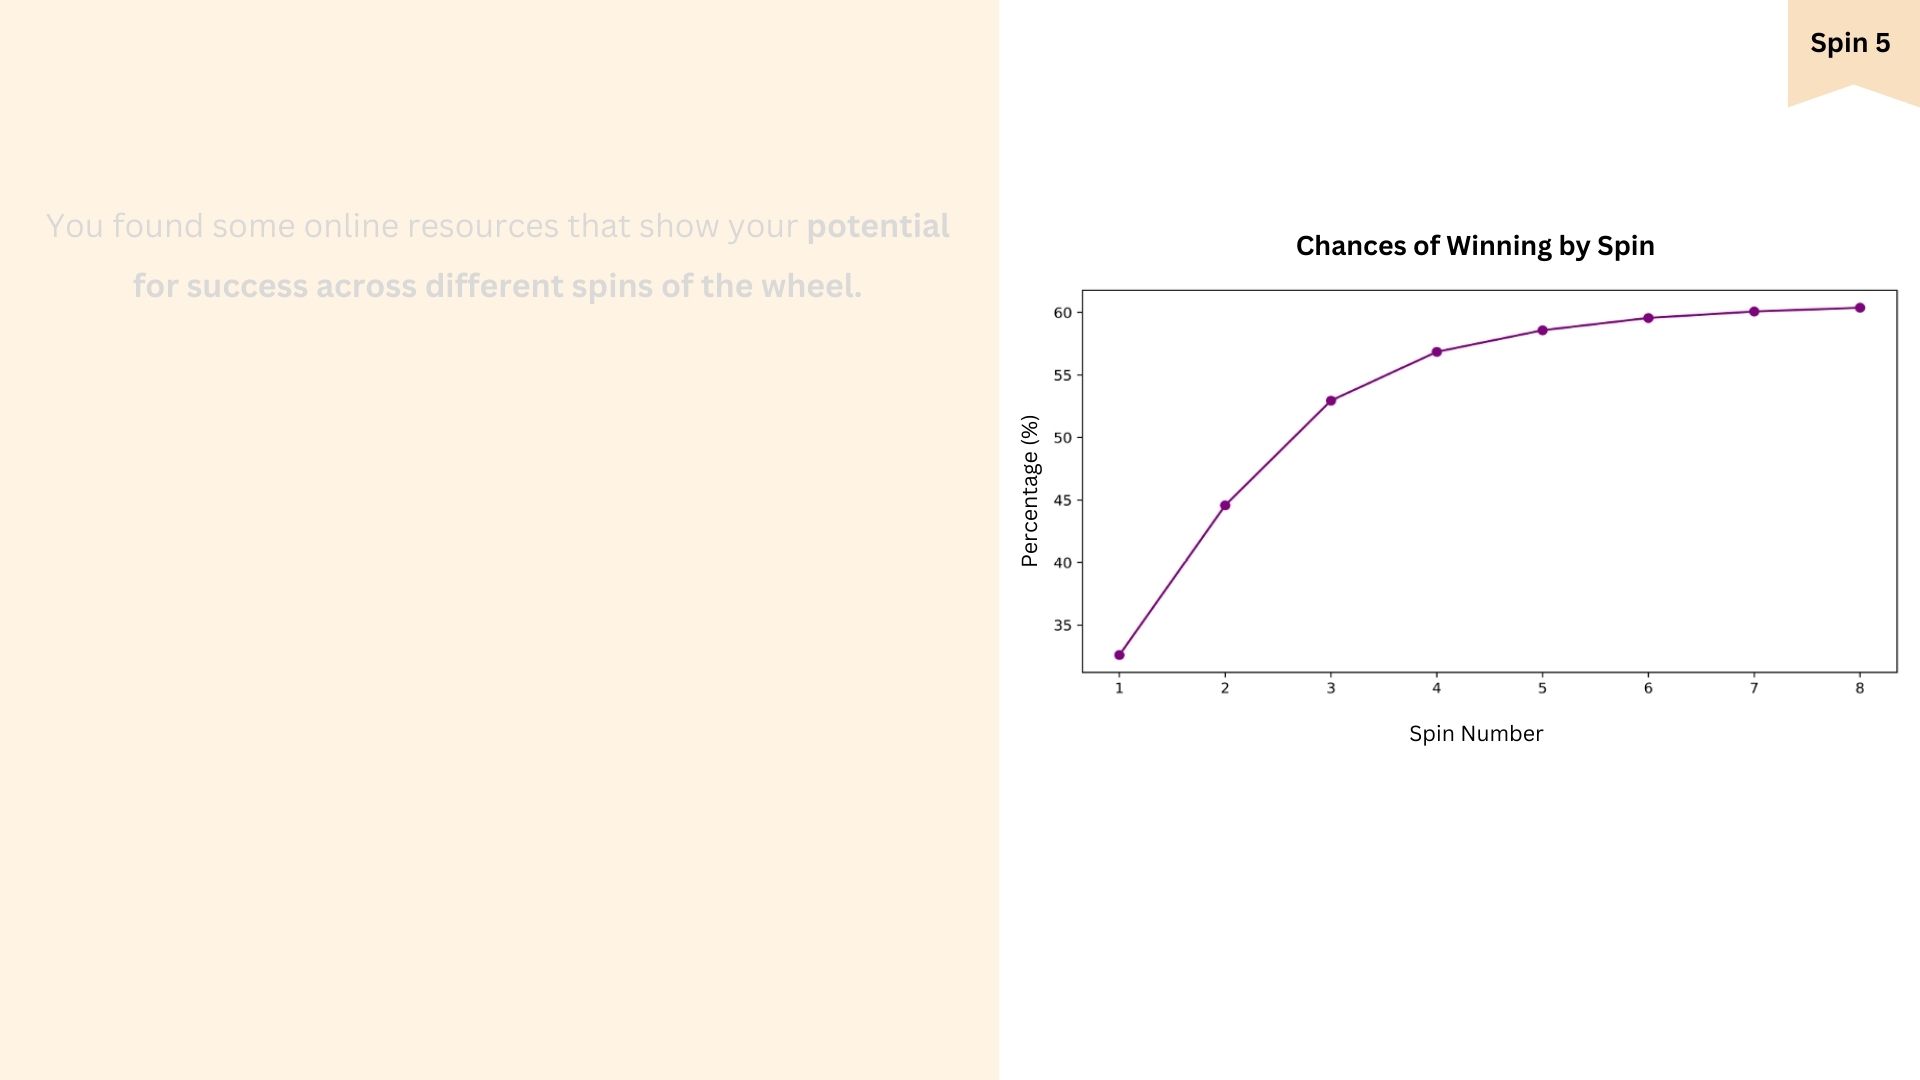 Spin 5
You found some online resources that show your potential
for success across different spins of the wheel.
Chances of Winning by Spin
Percentage (%)
60
55
50
45
40
35
1 2 3 4 5 6 7 8
Spin Number